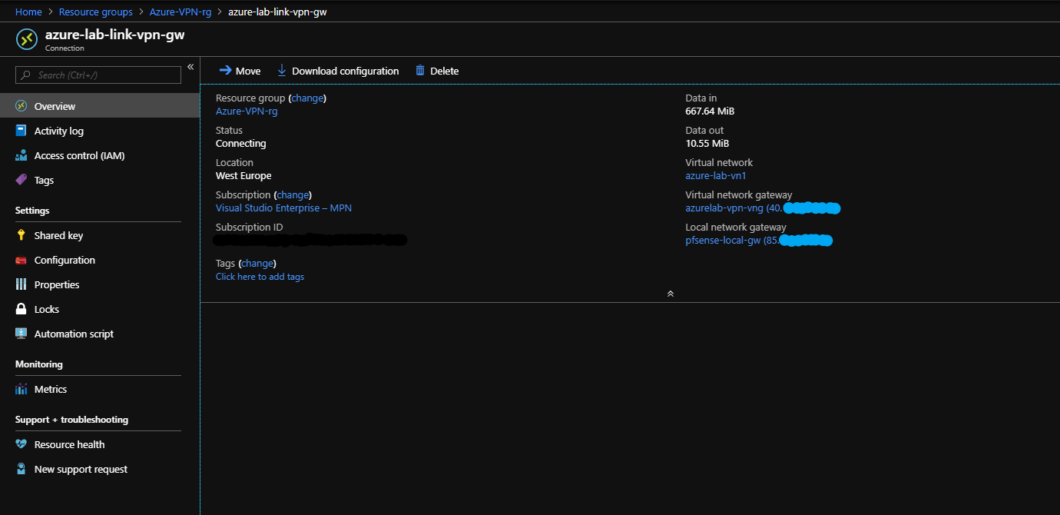 Home > Resource groups > Azure-VPN-rg > azure-lab-link-vpn-gw
azure-lab-link-vpn-gw
Connection
Search (Ctrl+/)
«
Overview
Activity log
Access control (IAM)
Tags
Settings
Shared key
Configuration
Properties
Locks
Automation script
Monitoring
Metrics
Support + troubleshooting
Resource health
New support request
Move Download configuration Delete
Resource group (change)
Azure-VPN-rg
Status
Connecting
Location
West Europe
Subscription (change)
Visual Studio Enterprise – MPN
Subscription ID
Tags (change)
Click here to add tags
Data in
667.64 MiB
Data out
10.55 MiB
Virtual network
azure-lab-vn1
Virtual network gateway
azurelab-vpn-vng (40.
Local network gateway
pfsense-local-gw (85.